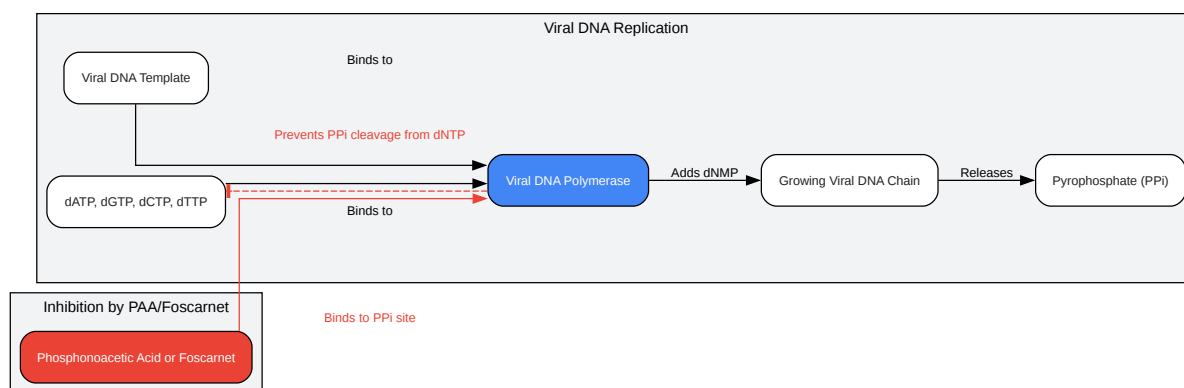 Viral DNA Replication
Binds to
Viral DNA Template
Prevents PPi cleavage from dNTP
Viral DNA Polymerase
Adds dNMP
Growing Viral DNA Chain
Releases
Pyrophosphate (PPi)
dATP, dGTP, dCTP, dTTP
Binds to
Inhibition by PAA/Foscarnet
Binds to PPi site
Phosphonoacetic Acid or Foscarnet